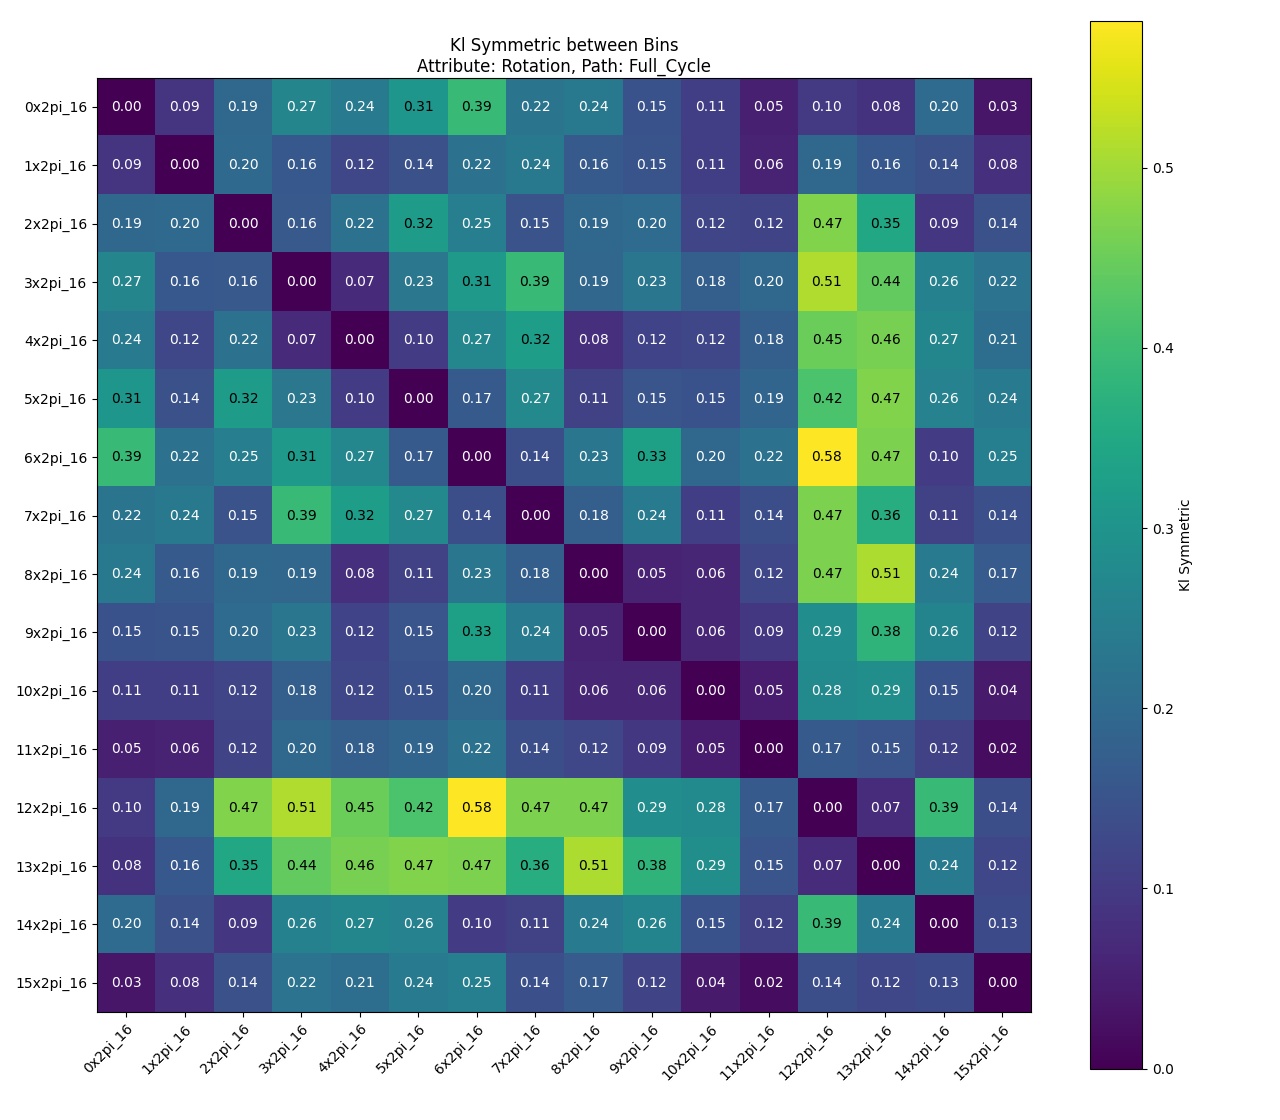 Kl Symmetric between Bins
Attribute: Rotation, Path: Full_Cycle
0x2pi_16 0.00 0.09 0.19 0.27 0.24 0.31 0.39 0.22 0.24 0.15 0.11 0.05 0.10 0.08 0.20 0.03
1x2pi_16 0.09 0.00 0.20 0.16 0.12 0.14 0.22 0.24 0.16 0.15 0.11 0.06 0.19 0.16 0.14 0.08
2x2pi_16 0.19 0.20 0.00 0.16 0.22 0.32 0.25 0.15 0.19 0.20 0.12 0.12 0.47 0.35 0.09 0.14
3x2pi_16 0.27 0.16 0.16 0.00 0.07 0.23 0.31 0.39 0.19 0.23 0.18 0.20 0.51 0.44 0.26 0.22
4x2pi_16 0.24 0.12 0.22 0.07 0.00 0.10 0.27 0.32 0.08 0.12 0.12 0.18 0.45 0.46 0.27 0.21
5x2pi_16 0.31 0.14 0.32 0.23 0.10 0.00 0.17 0.27 0.11 0.15 0.15 0.19 0.42 0.47 0.26 0.24
6x2pi_16 0.39 0.22 0.25 0.31 0.27 0.17 0.00 0.14 0.23 0.33 0.20 0.22 0.58 0.47 0.10 0.25
7x2pi_16 0.22 0.24 0.15 0.39 0.32 0.27 0.14 0.00 0.18 0.24 0.11 0.14 0.47 0.36 0.11 0.14
8x2pi_16 0.24 0.16 0.19 0.19 0.08 0.11 0.23 0.18 0.00 0.05 0.06 0.12 0.47 0.51 0.24 0.17
9x2pi_16 0.15 0.15 0.20 0.23 0.12 0.15 0.33 0.24 0.05 0.00 0.06 0.09 0.29 0.38 0.26 0.12
10x2pi_16 0.11 0.11 0.12 0.18 0.12 0.15 0.20 0.11 0.06 0.06 0.00 0.05 0.28 0.29 0.15 0.04
11x2pi_16 0.05 0.06 0.12 0.20 0.18 0.19 0.22 0.14 0.12 0.09 0.05 0.00 0.17 0.15 0.12 0.02
12x2pi_16 0.10 0.19 0.47 0.51 0.45 0.42 0.58 0.47 0.47 0.29 0.28 0.17 0.00 0.07 0.39 0.14
13x2pi_16 0.08 0.16 0.35 0.44 0.46 0.47 0.47 0.36 0.51 0.38 0.29 0.15 0.07 0.00 0.24 0.12
14x2pi_16 0.20 0.14 0.09 0.26 0.27 0.26 0.10 0.11 0.24 0.26 0.15 0.12 0.39 0.24 0.00 0.13
15x2pi_16 0.03 0.08 0.14 0.22 0.21 0.24 0.25 0.14 0.17 0.12 0.04 0.02 0.14 0.12 0.13 0.00
0x2pi_16 1x2pi_16 2x2pi_16 3x2pi_16 4x2pi_16 5x2pi_16 6x2pi_16 7x2pi_16 8x2pi_16 9x2pi_16 10x2pi_16 11x2pi_16 12x2pi_16 13x2pi_16 14x2pi_16 15x2pi_16
0.5
0.4
0.3
0.2
0.1
0.0
Kl Symmetric